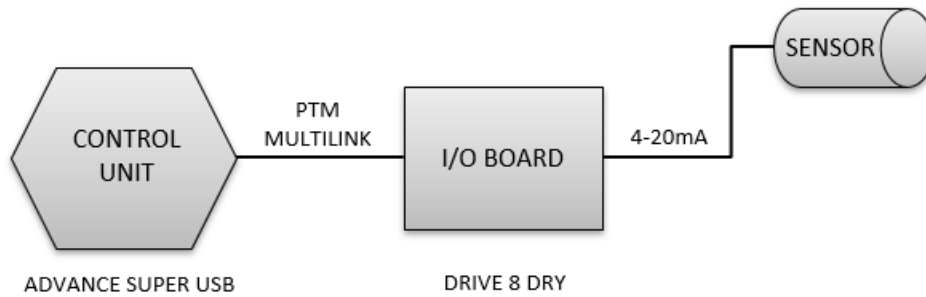 SENSOR
PTM
MULTILINK
CONTROL
UNIT
I/O BOARD
4-20mA
ADVANCE SUPER USB
DRIVE 8 DRY